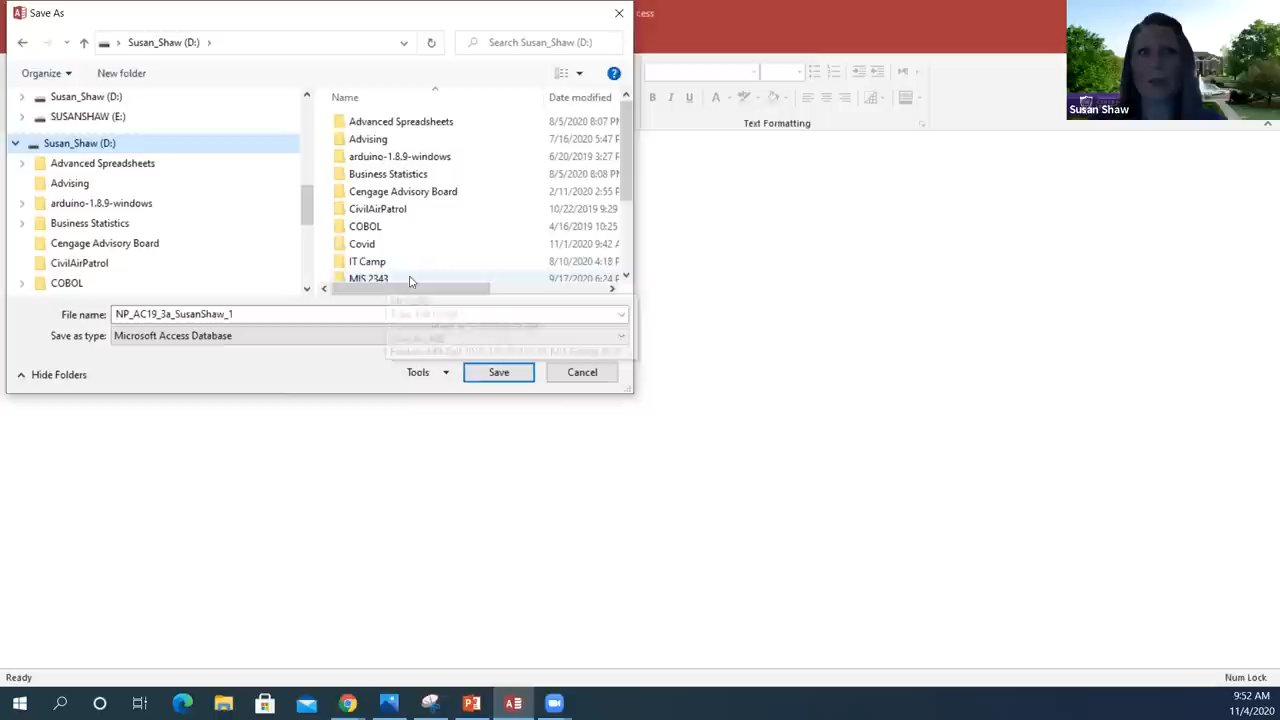 Save As
cess
Susan_Shaw (D:)
Search Susan_Shaw (D:)
Organize
New folder
Susan_Shaw (D:)
SUSANSHAW (E:)
Susan_Shaw (D:)
Advanced Spreadsheets
Advising
arduino-1.8.9-windows
Business Statistics
Cengage Advisory Board
CivilAirPatrol
COBOL
Name
Date modified
Advanced Spreadsheets 8/5/2020 8:07 P
Advising 7/16/2020 5:47 P
arduino-1.8.9-windows 6/20/2019 3:27 P
Business Statistics 8/5/2020 8:08 P
Cengage Advisory Board 2/11/2020 2:55 P
CivilAirPatrol 10/22/2019 9:29
COBOL 4/16/2019 10:25
Covid 11/1/2020 9:42 A
IT Camp 8/10/2020 4:18 P
MIS 2343 9/17/2020 6:24 P
File name: NP_AC19_3a_SusanShaw_1
Save as type: Microsoft Access Database
Hide Folders
Tools
Save
Cancel
B I U A
Text Formatting
Susan Shaw
Ready
Num Lock
9:52 AM
11/4/2020